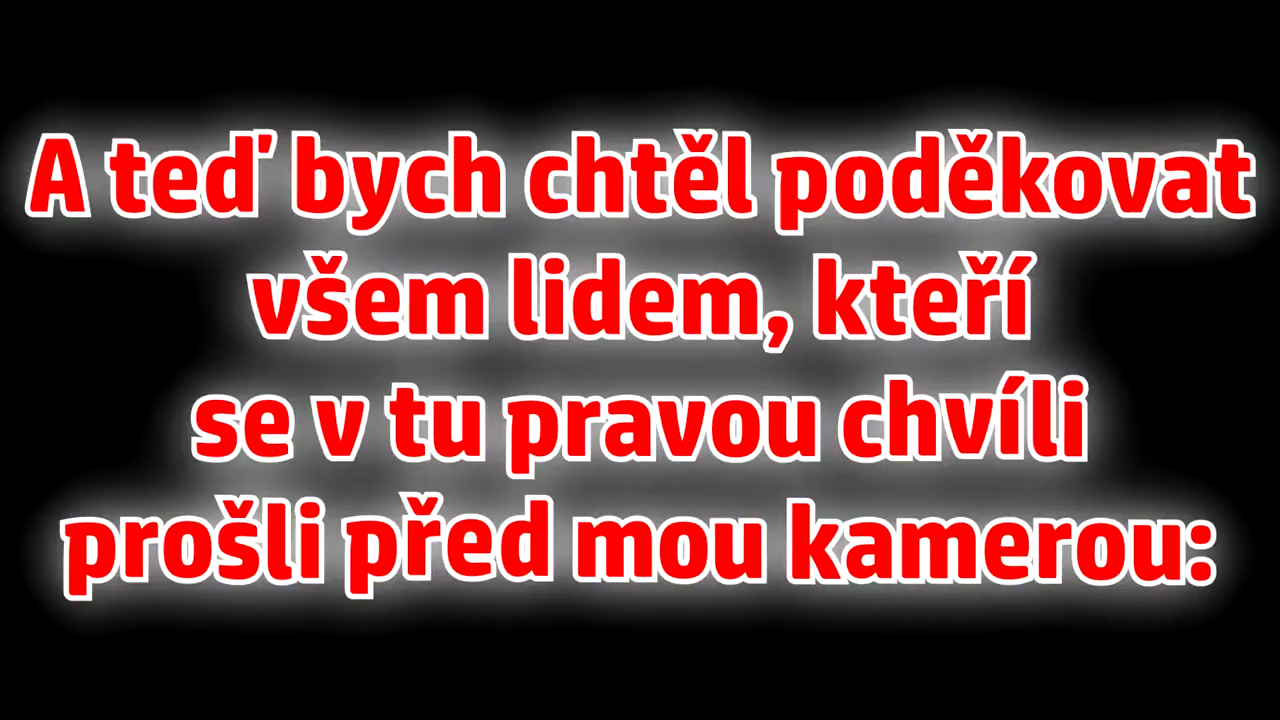 A teď bych chtěl poděkovat
všem lidem, kteří
se v tu pravou chvíli
prošli před mou kamerou: